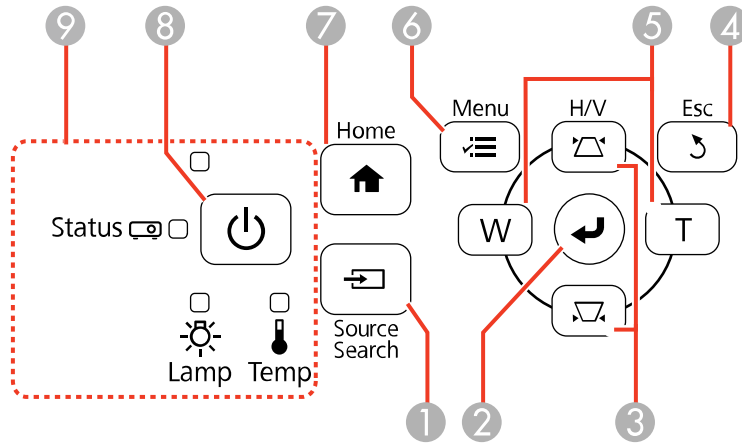 9 8 7 6 5 4
Menu H/V Esc
Home
Status W T
Source
Search
Lamp Temp
1 2 3